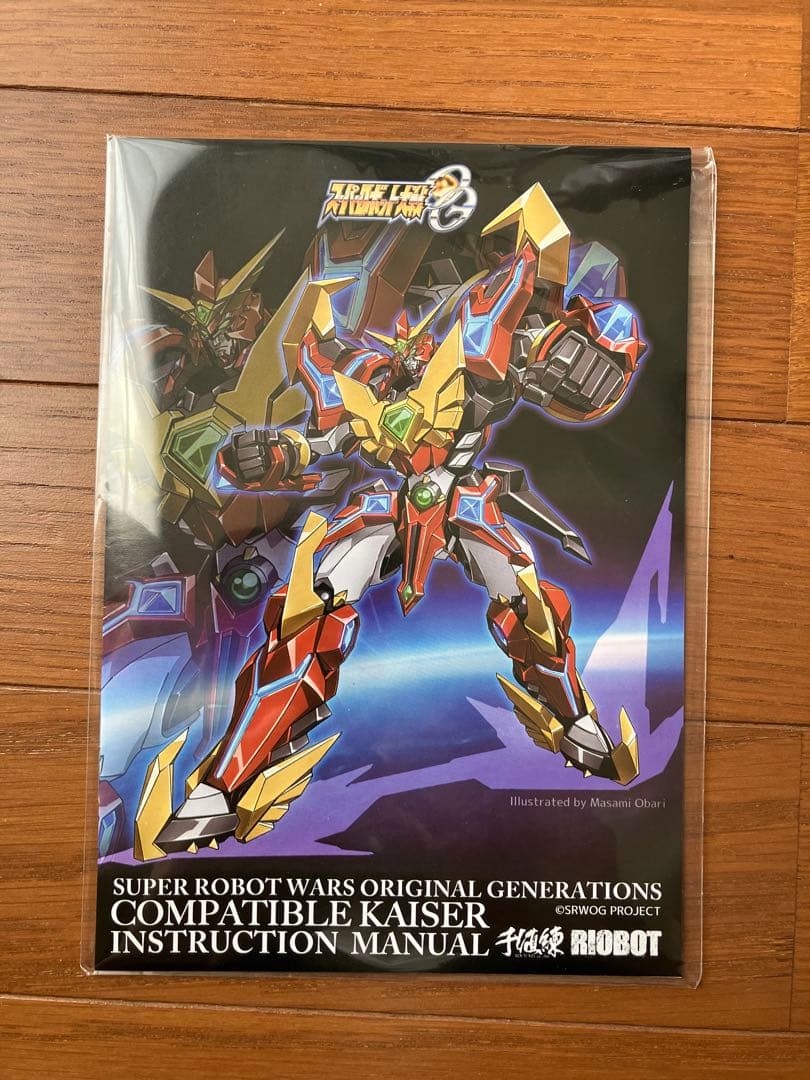 スーパーロボット大戦OG
Illustrated by Masami Obari
SUPER ROBOT WARS ORIGINAL GENERATIONS
COMPATIBLE KAISER
©SRWOG PROJECT
INSTRUCTION MANUAL 千値練 RIOBOT